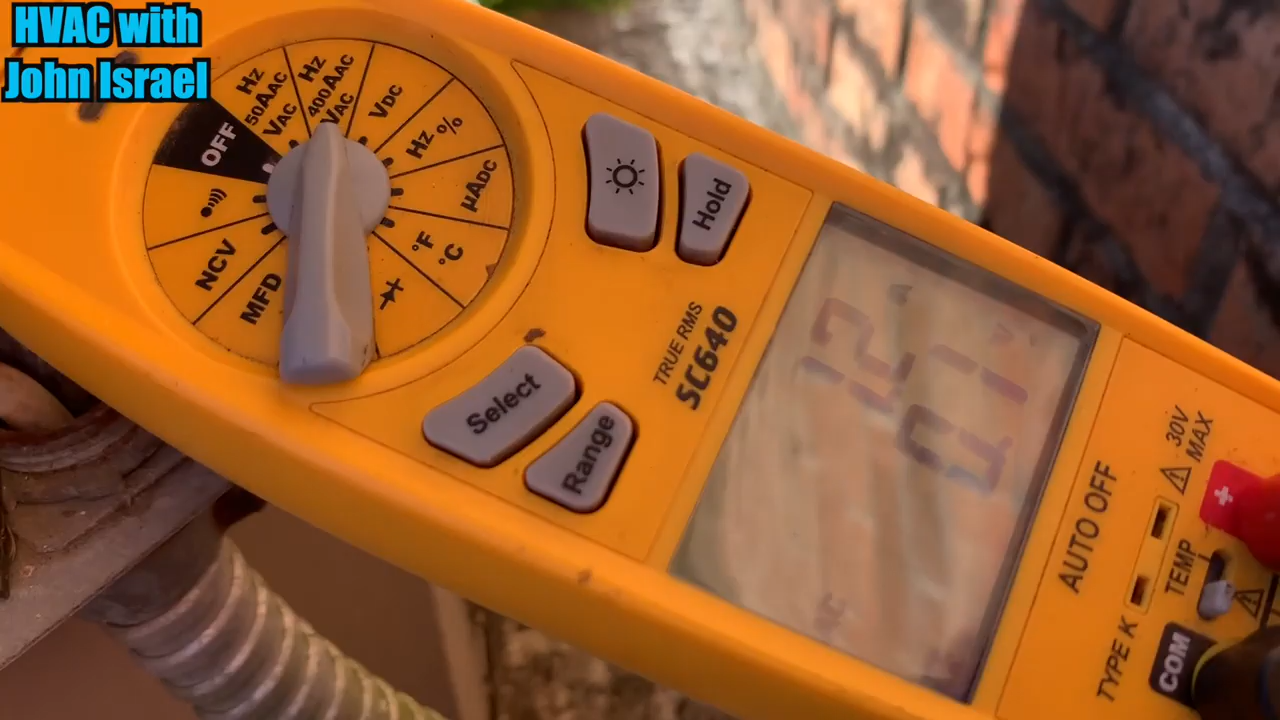 HVAC with
John Israel
OFF
Hz
50AAC
VAC
Hz
400AAC
VAC
VDC
Hz %
µADC
°F
°C
MFD
NCV
Hold
TRUE RMS
SC640
Select
Range
AUTO OFF
30V
MAX
TEMP
TYPE K
COM